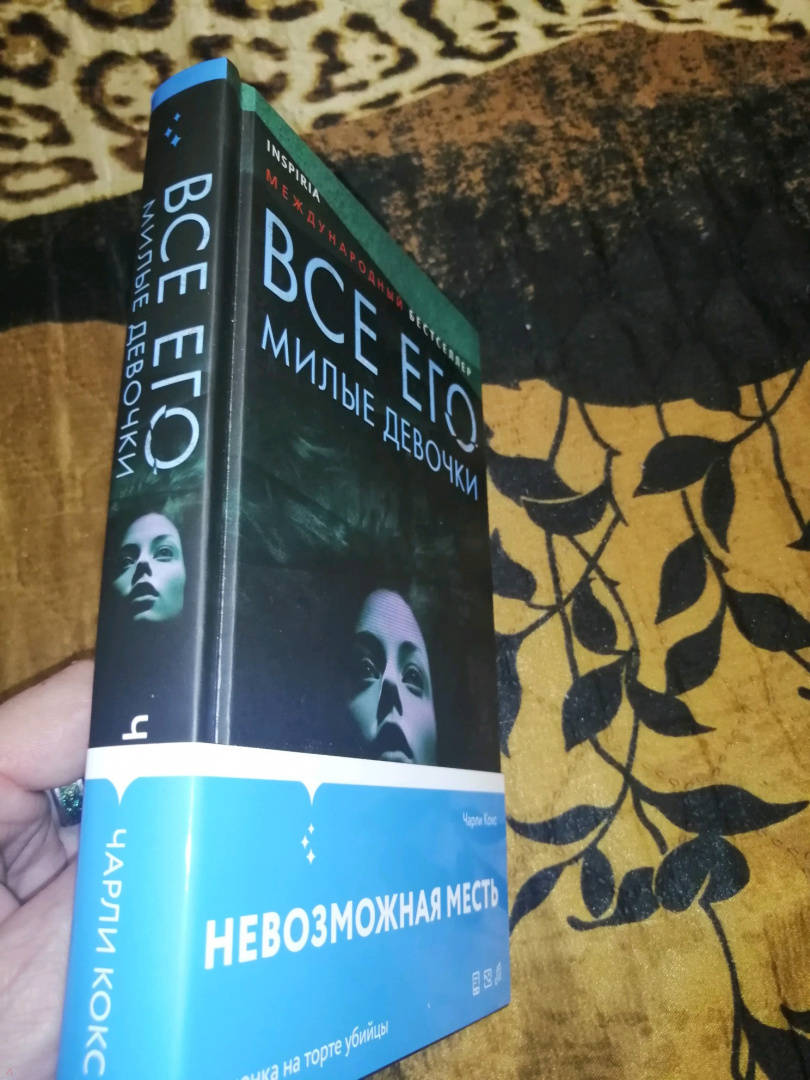 ВСЕ ЕГО
МИЛЫЕ ДЕВОЧКИ
Ч
ЧАРЛИ КОКС
INSPIRIA
МЕЖДУНАРОДНЫЙ БЕСТСЕЛЛЕР
ВСЕ ЕГО
МИЛЫЕ ДЕВОЧКИ
Чарли Кокс
НЕВОЗМОЖНАЯ МЕСТЬ
на торте убийцы